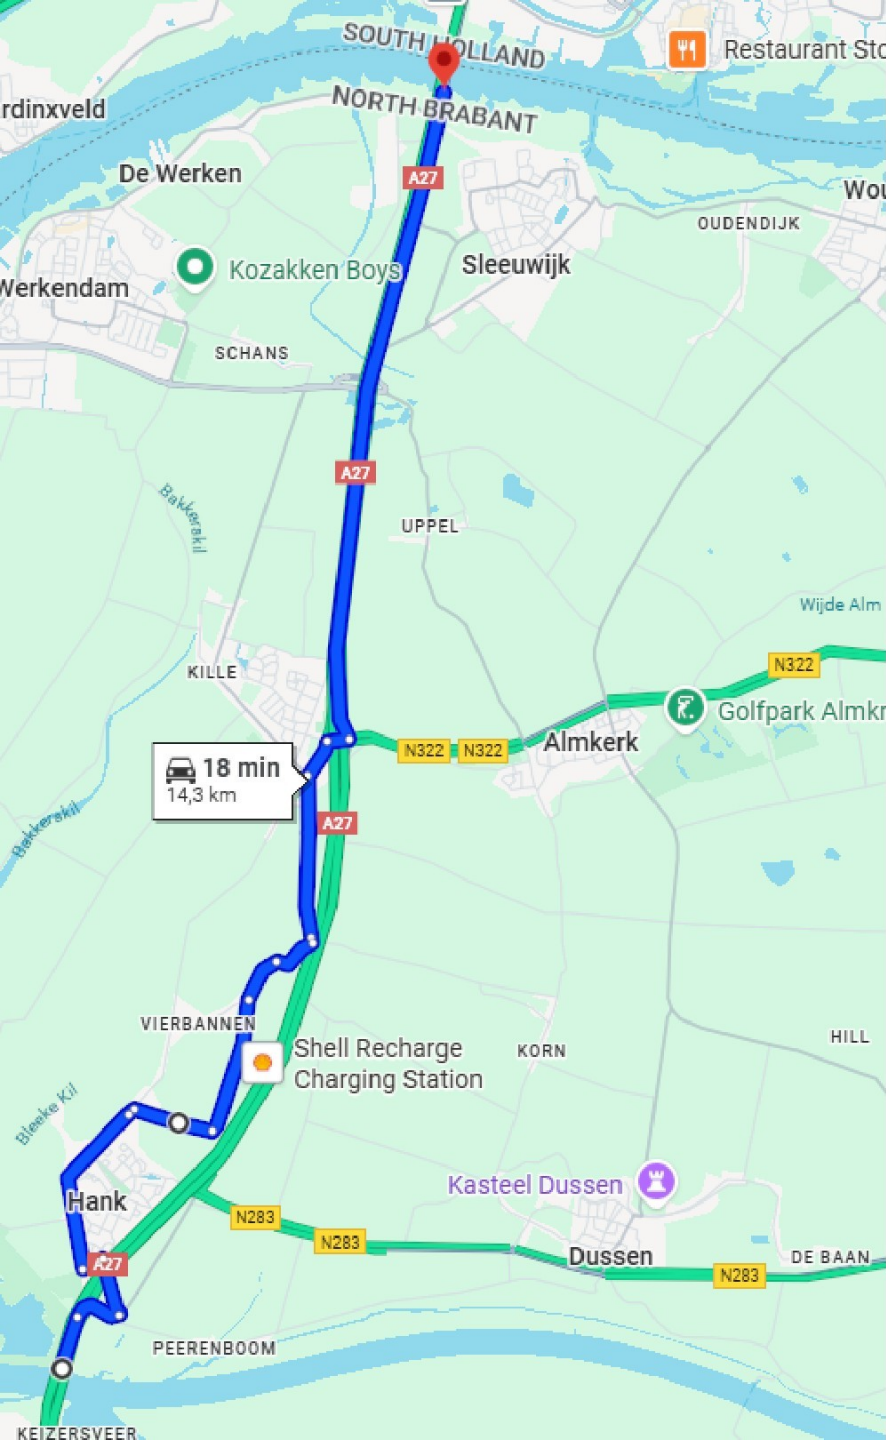 SOUTH HOLLAND
Restaurant Sto
rdinxveld
NORTH BRABANT
De Werken
A27
Wou
OUDENDIJK
Kozakken Boys
Sleeuwijk
Werkendam
SCHANS
A27
Bakkerskil
UPPEL
Wijde Alm
KILLE
N322
Golfpark Almkr
N322
N322
Almkerk
18 min
14,3 km
A27
Bakkerskil
VIERBANNEN
Shell Recharge
Charging Station
KORN
HILL
Bleeke Kil
Kasteel Dussen
Hank
N283
N283
Dussen
DE BAAN
A27
N283
PEERENBOOM
KEIZERSVEER